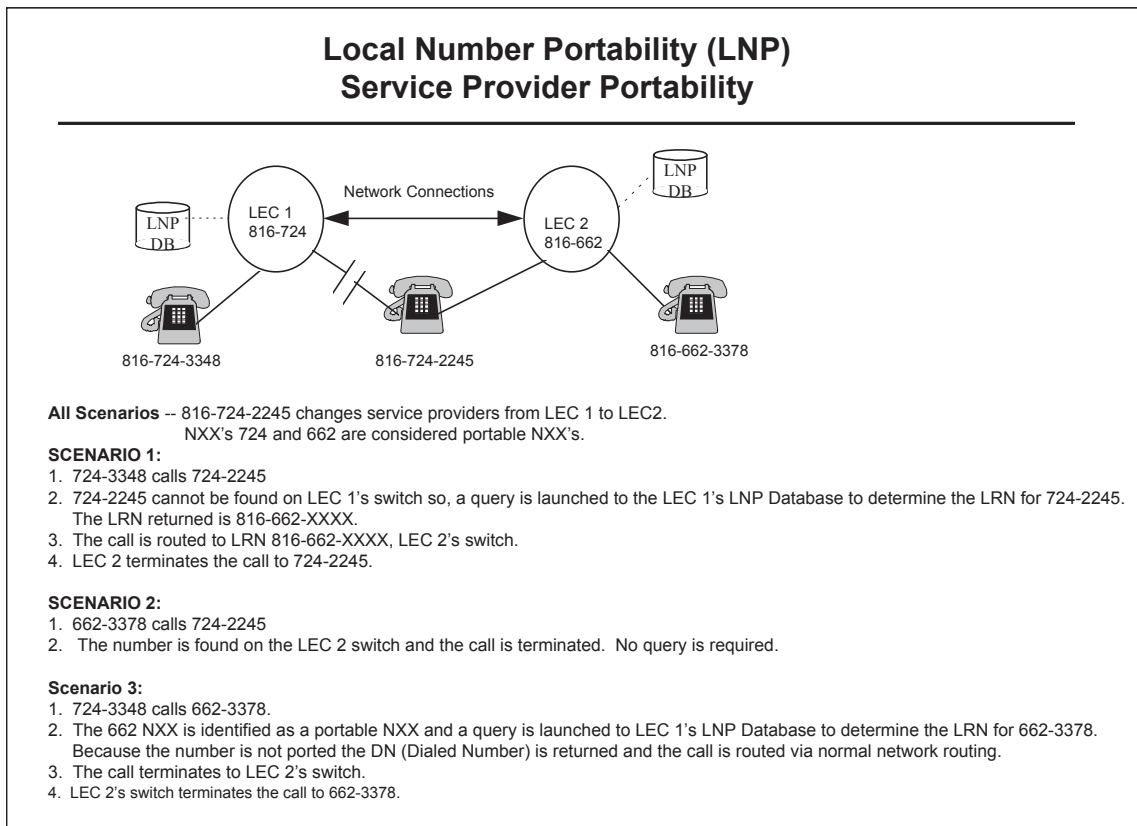 Local Number Portability (LNP)
Service Provider Portability
Network Connections
LNP
DB
LEC 1
816-724
LEC 2
816-662
LNP
DB
816-724-3348
816-724-2245
816-662-3378
All Scenarios -- 816-724-2245 changes service providers from LEC 1 to LEC2.
NXX's 724 and 662 are considered portable NXX's.
SCENARIO 1:
1. 724-3348 calls 724-2245
2. 724-2245 cannot be found on LEC 1's switch so, a query is launched to the LEC 1's LNP Database to determine the LRN for 724-2245.
The LRN returned is 816-662-XXXX.
3. The call is routed to LRN 816-662-XXXX, LEC 2's switch.
4. LEC 2 terminates the call to 724-2245.
SCENARIO 2:
1. 662-3378 calls 724-2245
2. The number is found on the LEC 2 switch and the call is terminated. No query is required.
Scenario 3:
1. 724-3348 calls 662-3378.
2. The 662 NXX is identified as a portable NXX and a query is launched to LEC 1's LNP Database to determine the LRN for 662-3378.
Because the number is not ported the DN (Dialed Number) is returned and the call is routed via normal network routing.
3. The call terminates to LEC 2's switch.
4. LEC 2's switch terminates the call to 662-3378.